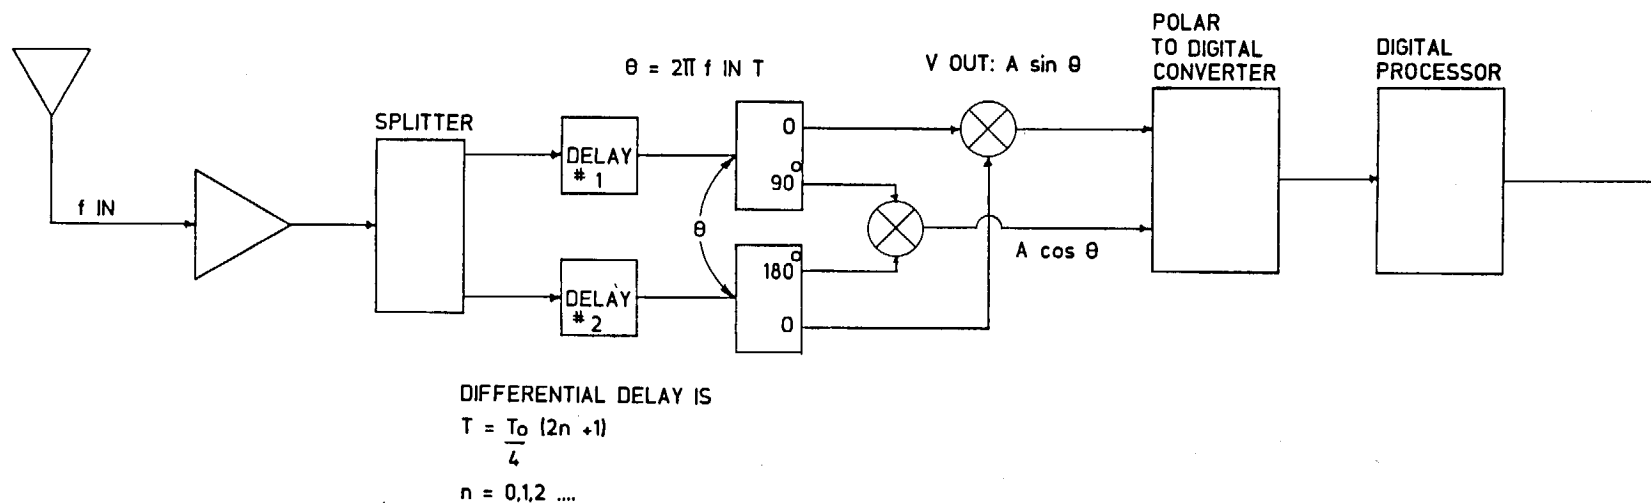 POLAR
TO DIGITAL
CONVERTER
DIGITAL
PROCESSOR
θ = 2π f IN T
V OUT: A sin θ
SPLITTER
f IN
DELAY
# 1
0
90°
θ
180°
0
DELAY
# 2
A cos θ
DIFFERENTIAL DELAY IS
T = To/4 (2n +1)
n = 0,1,2 ....